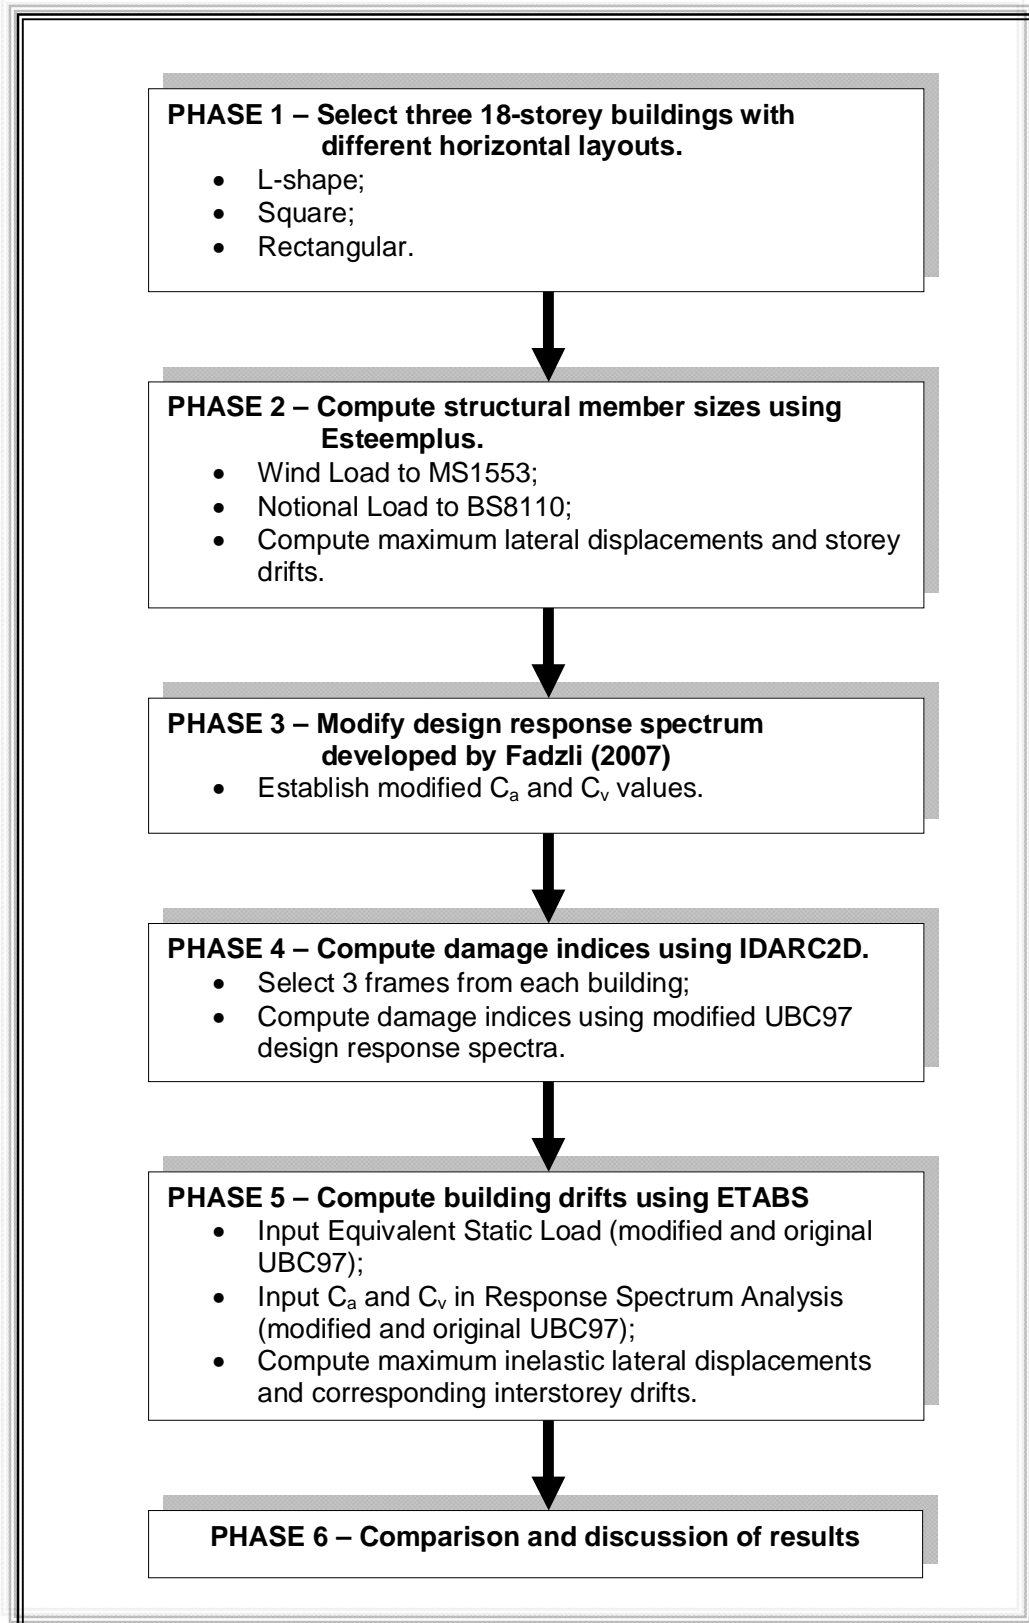 PHASE 1 – Select three 18-storey buildings with
different horizontal layouts.
• L-shape;
• Square;
• Rectangular.
PHASE 2 – Compute structural member sizes using
Esteemplus.
• Wind Load to MS1553;
• Notional Load to BS8110;
• Compute maximum lateral displacements and storey
drifts.
PHASE 3 – Modify design response spectrum
developed by Fadzli (2007)
• Establish modified Ca and Cv values.
PHASE 4 – Compute damage indices using IDARC2D.
• Select 3 frames from each building;
• Compute damage indices using modified UBC97
design response spectra.
PHASE 5 – Compute building drifts using ETABS
• Input Equivalent Static Load (modified and original
UBC97);
• Input Ca and Cv in Response Spectrum Analysis
(modified and original UBC97);
• Compute maximum inelastic lateral displacements
and corresponding interstorey drifts.
PHASE 6 – Comparison and discussion of results